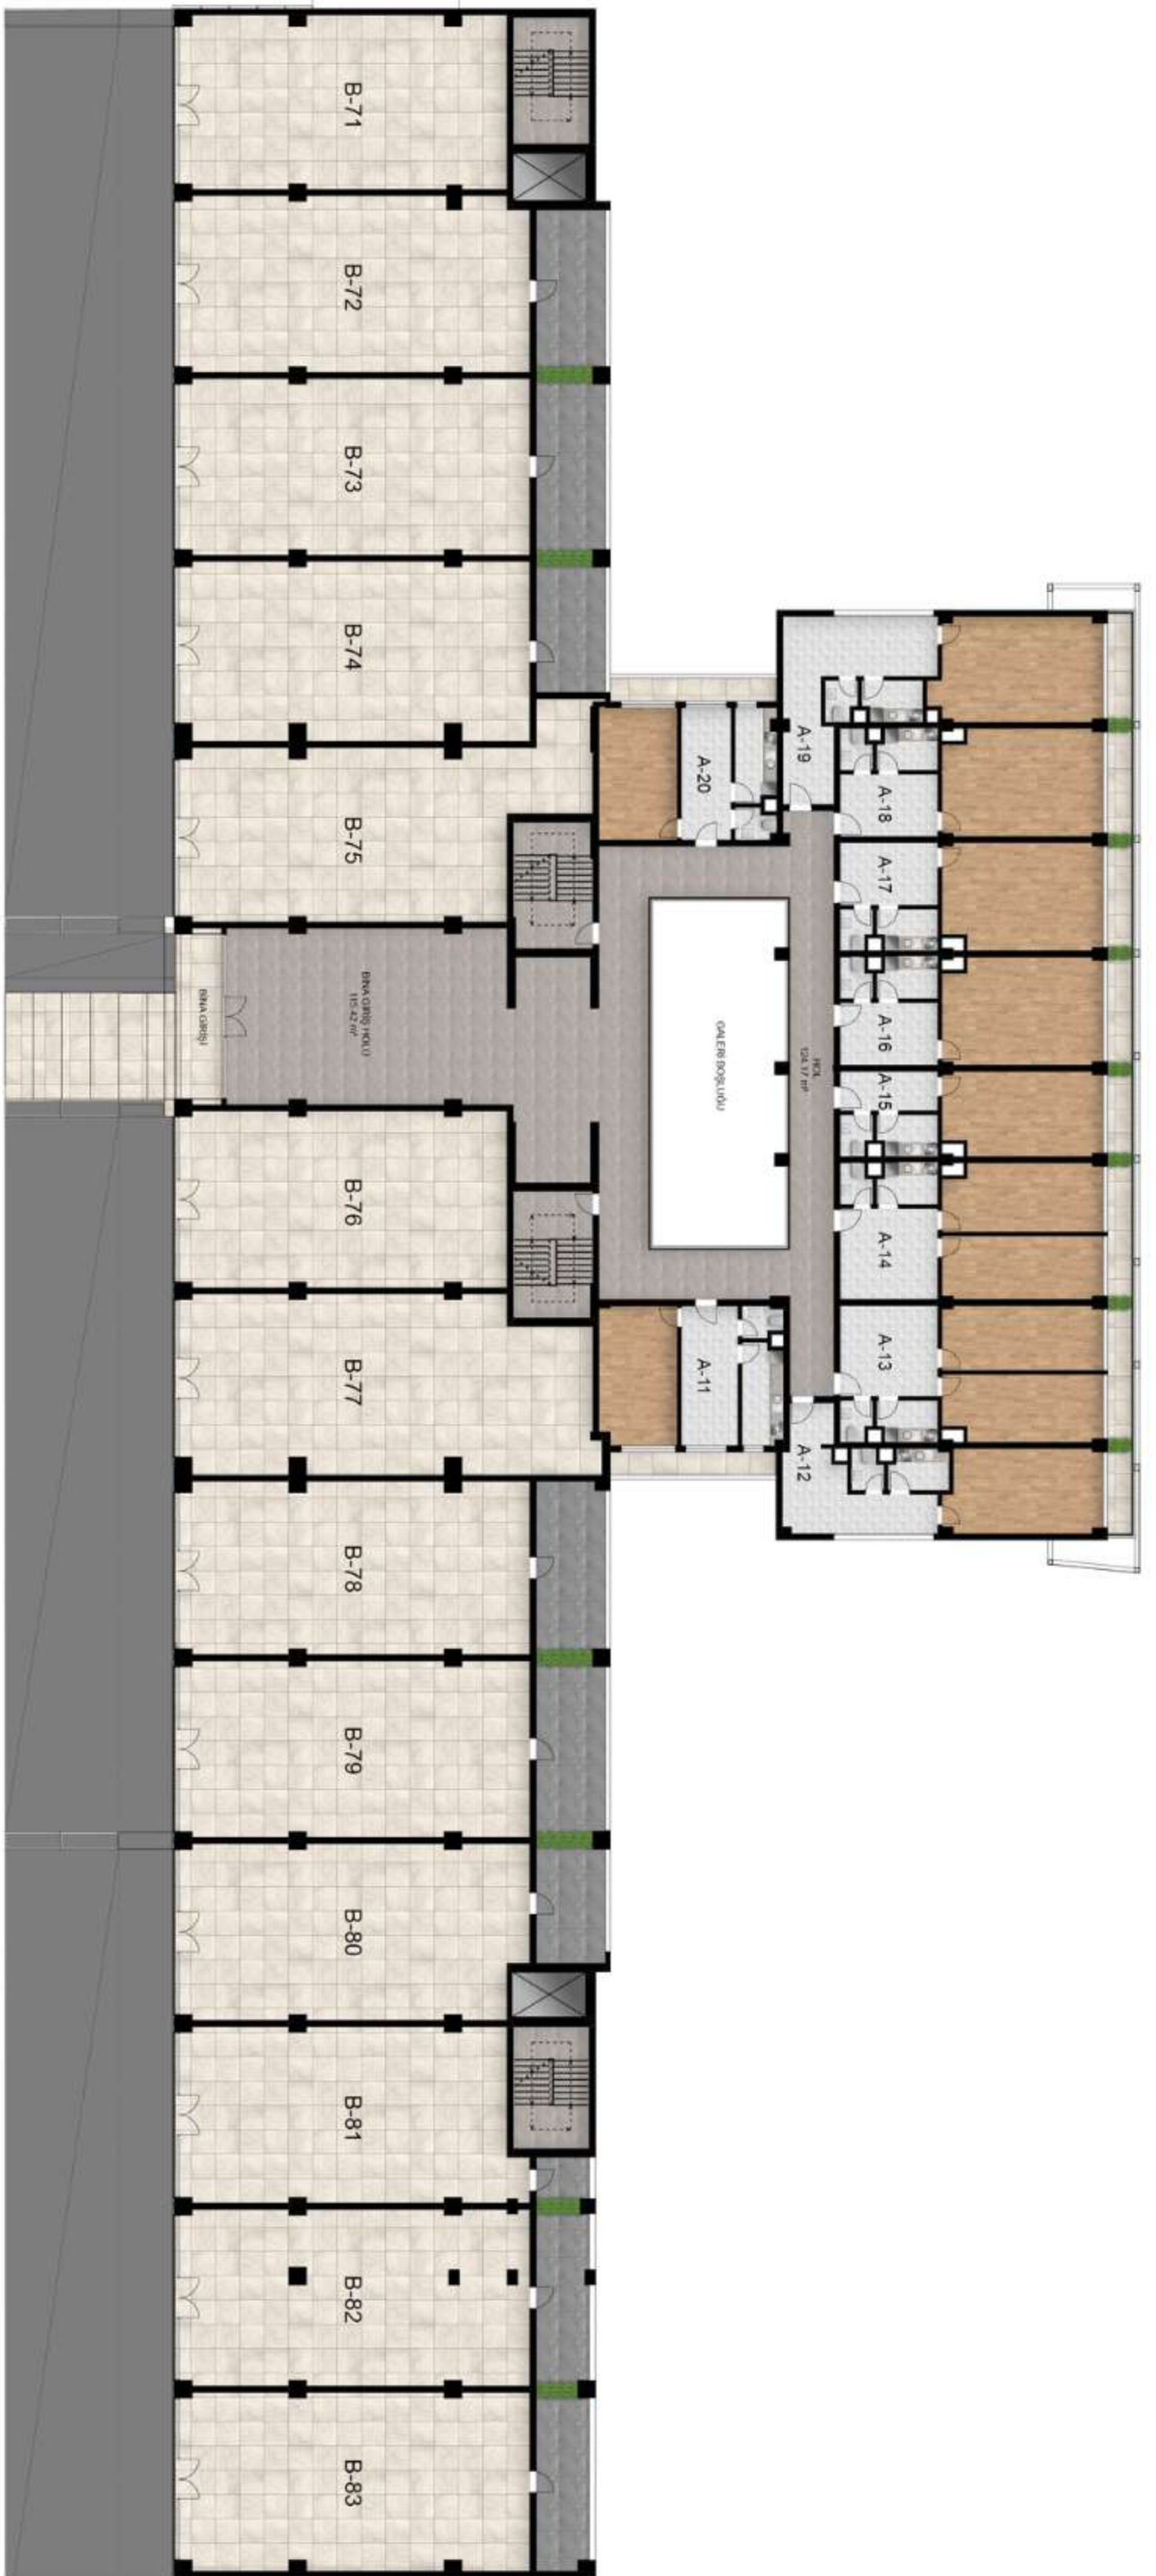 B-71
B-72
B-73
B-74
B-75
BİNA GİRİŞİ
BİNA GİRİŞ HOLÜ
115.42 m²
B-76
B-77
B-78
B-79
B-80
B-81
B-82
B-83
A-20
A-19
A-18
A-17
A-16
A-15
A-14
A-13
A-12
A-11
GALERİ BOŞLUĞU
HOL
124.17 m²